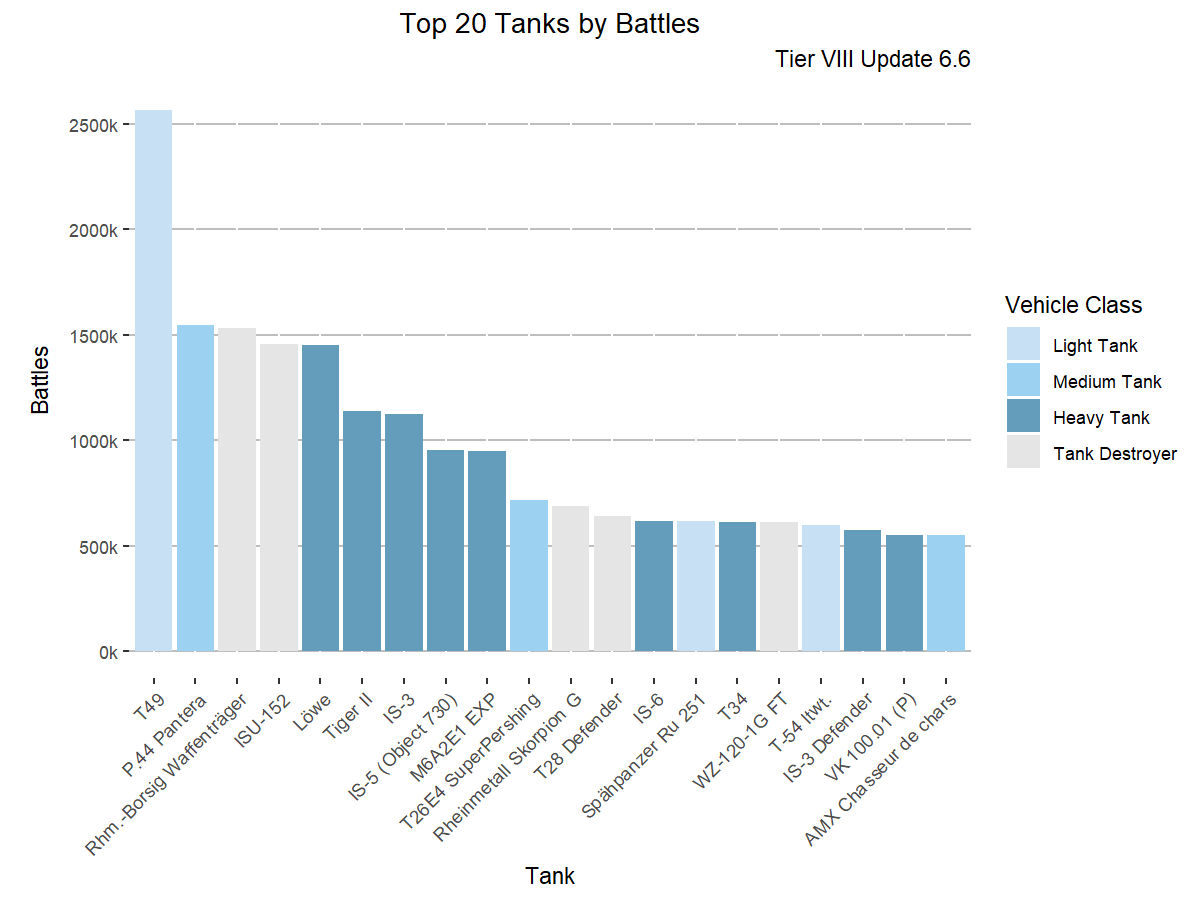 Top 20 Tanks by Battles
Tier VIII Update 6.6
Battles
2500k
2000k
1500k
1000k
500k
0k
T49
P.44 Pantera
Rhm.-Borsig Waffenträger
ISU-152
Löwe
Tiger II
IS-3
IS-5 (Object 730)
M6A2E1 EXP
T26E4 SuperPershing
Rheinmetall Skorpion G
T28 Defender
IS-6
Spähpanzer Ru 251
T34
WZ-120-1G FT
T-54 ltwt.
IS-3 Defender
VK 100.01 (P)
AMX Chasseur de chars
Tank
Vehicle Class
Light Tank
Medium Tank
Heavy Tank
Tank Destroyer